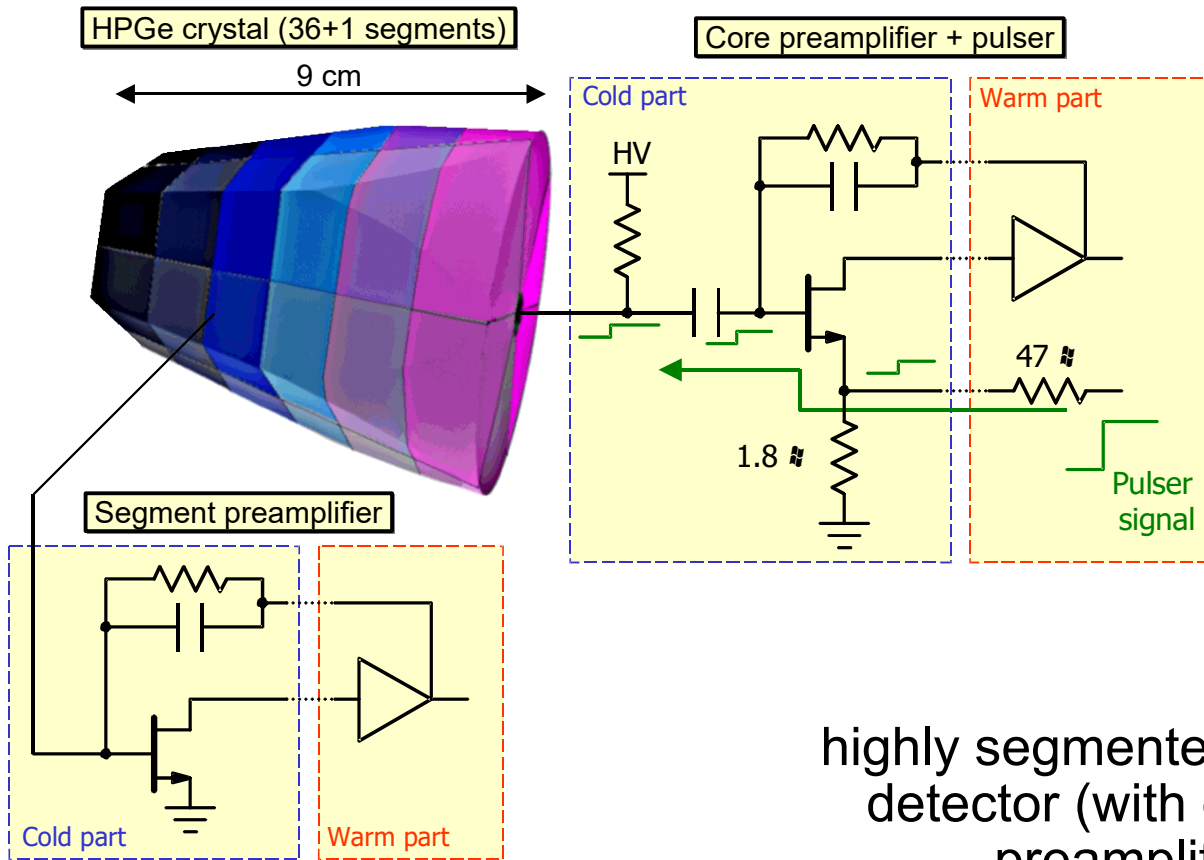 HPGe crystal (36+1 segments)
9 cm
Core preamplifier + pulser
Cold part
Warm part
HV
47
1.8
Pulser
signal
Segment preamplifier
Cold part
Warm part
highly segmente
detector (with
preamplif